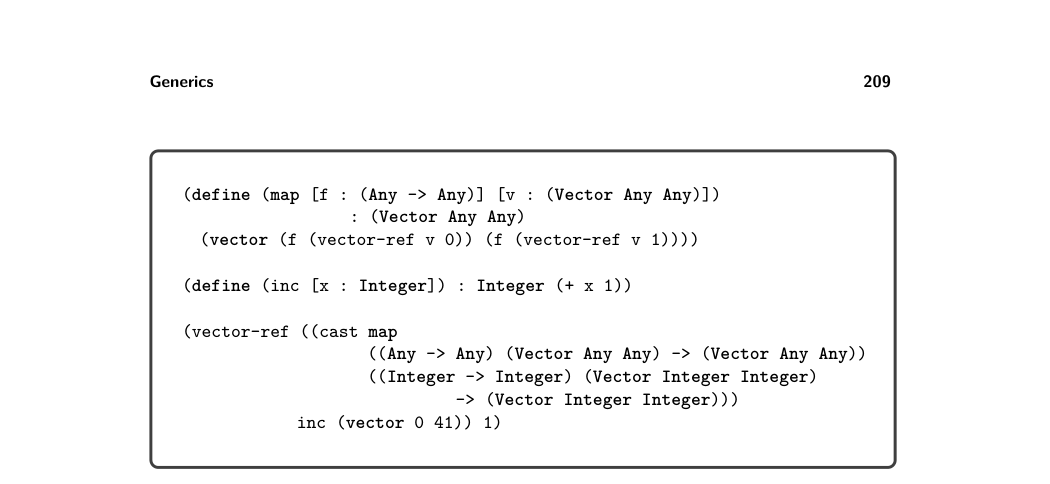 Generics 209
(define (map [f : (Any -> Any)] [v : (Vector Any Any)])
: (Vector Any Any)
(vector (f (vector-ref v 0)) (f (vector-ref v 1))))
(define (inc [x : Integer]) : Integer (+ x 1))
(vector-ref ((cast map
((Any -> Any) (Vector Any Any) -> (Vector Any Any))
((Integer -> Integer) (Vector Integer Integer)
-> (Vector Integer Integer)))
inc (vector 0 41)) 1)